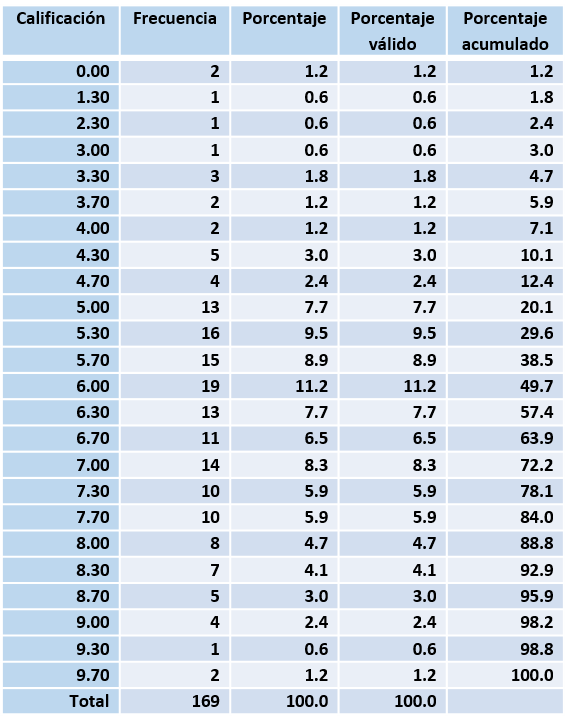 Calificación Frecuencia Porcentaje Porcentaje válido Porcentaje acumulado
0.00 2 1.2 1.2 1.2
1.30 1 0.6 0.6 1.8
2.30 1 0.6 0.6 2.4
3.00 1 0.6 0.6 3.0
3.30 3 1.8 1.8 4.7
3.70 2 1.2 1.2 5.9
4.00 2 1.2 1.2 7.1
4.30 5 3.0 3.0 10.1
4.70 4 2.4 2.4 12.4
5.00 13 7.7 7.7 20.1
5.30 16 9.5 9.5 29.6
5.70 15 8.9 8.9 38.5
6.00 19 11.2 11.2 49.7
6.30 13 7.7 7.7 57.4
6.70 11 6.5 6.5 63.9
7.00 14 8.3 8.3 72.2
7.30 10 5.9 5.9 78.1
7.70 10 5.9 5.9 84.0
8.00 8 4.7 4.7 88.8
8.30 7 4.1 4.1 92.9
8.70 5 3.0 3.0 95.9
9.00 4 2.4 2.4 98.2
9.30 1 0.6 0.6 98.8
9.70 2 1.2 1.2 100.0
Total 169 100.0 100.0